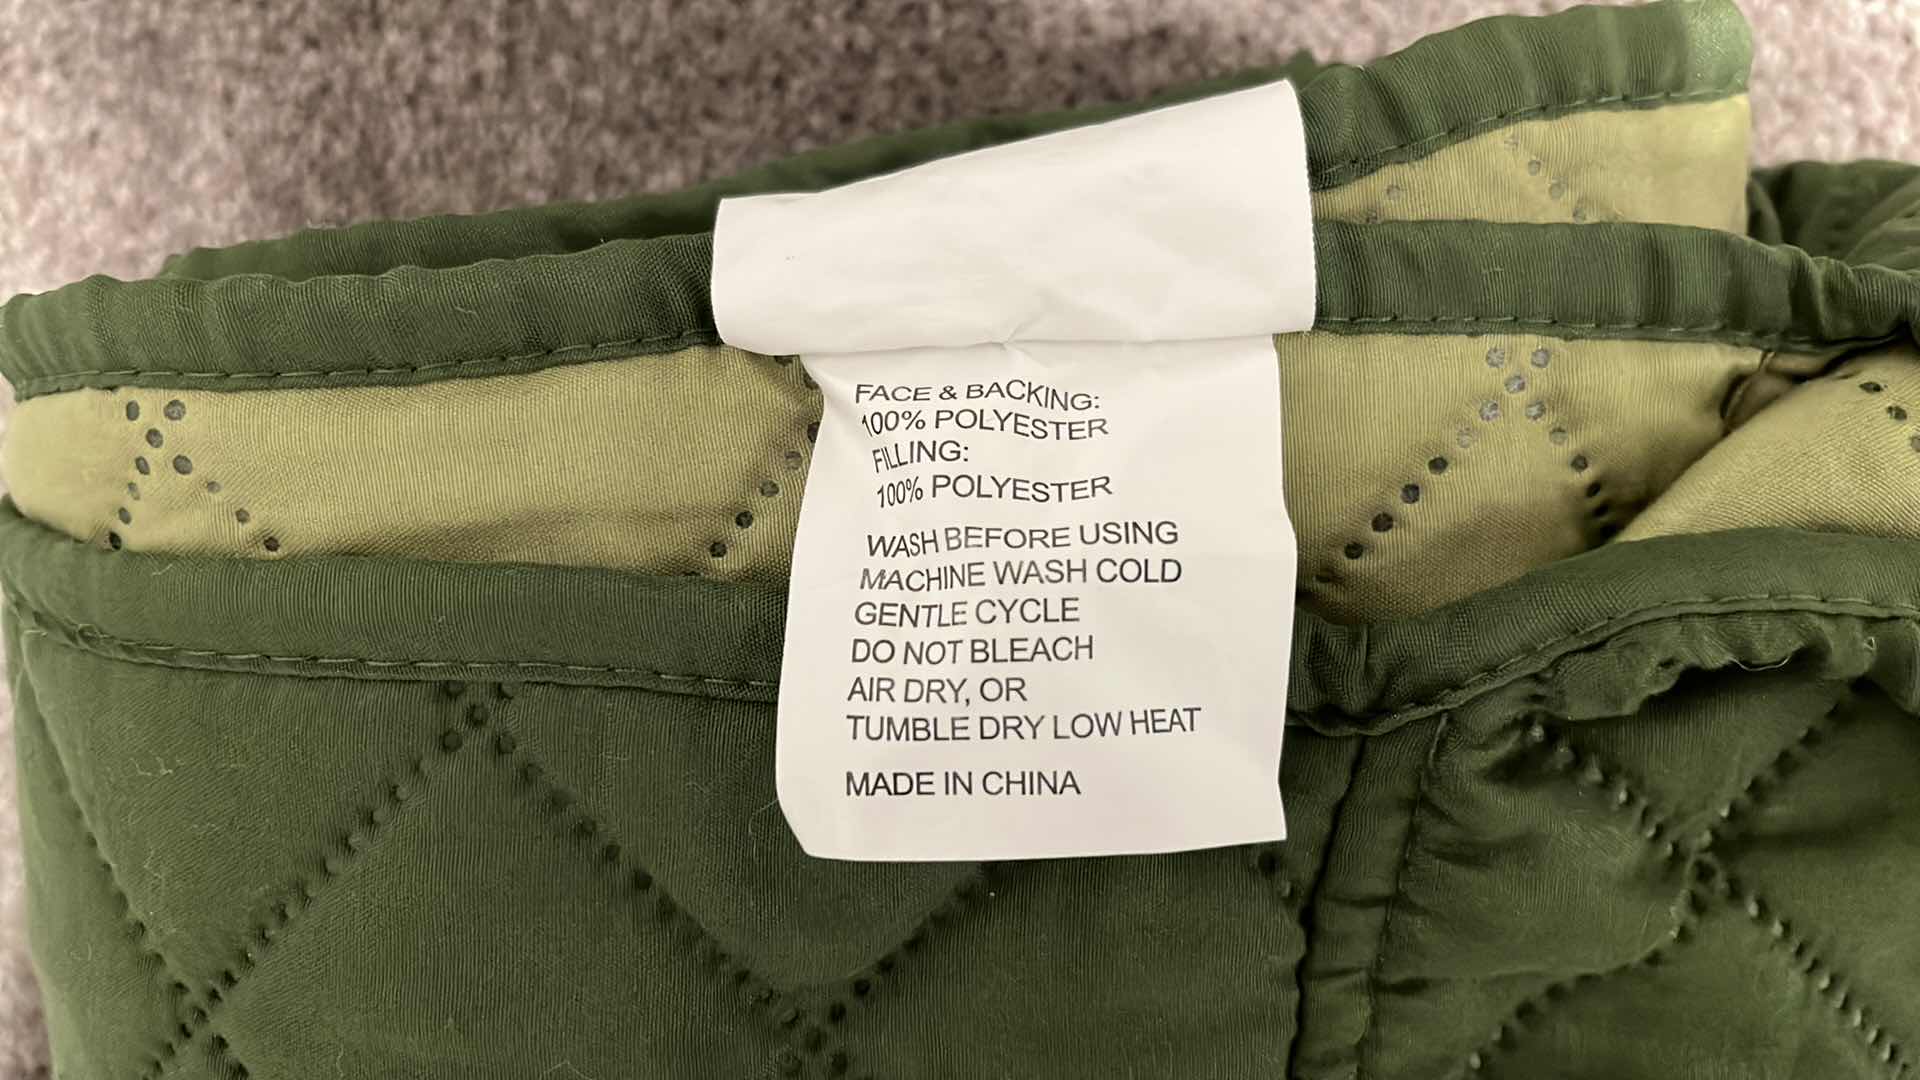 FACE & BACKING:
100% POLYESTER
FILLING:
100% POLYESTER
WASH BEFORE USING
MACHINE WASH COLD
GENTLE CYCLE
DO NOT BLEACH
AIR DRY, OR
TUMBLE DRY LOW HEAT
MADE IN CHINA